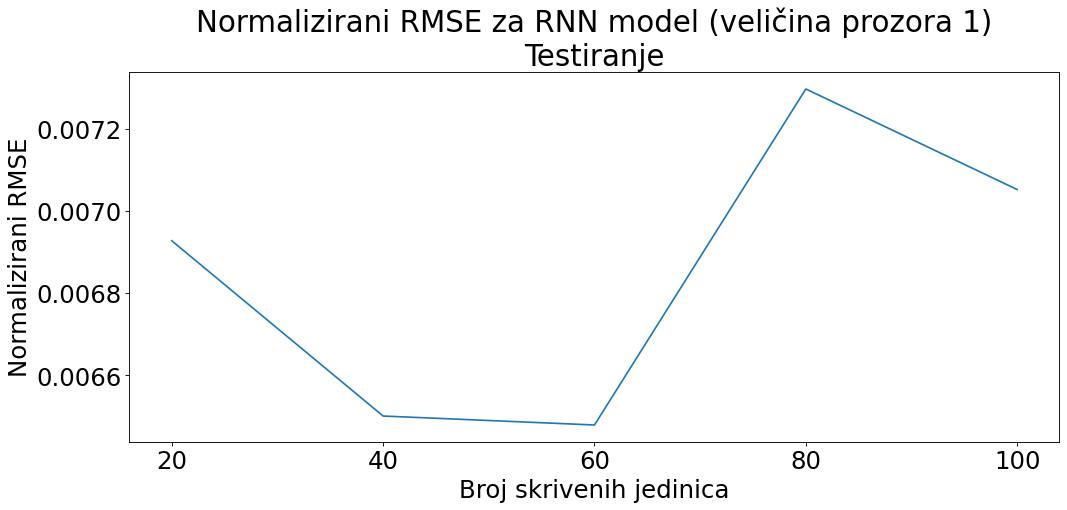 Normalizirani RMSE za RNN model (veličina prozora 1)
Testiranje
Normalizirani RMSE
0.0072
0.0070
0.0068
0.0066
20 40 60 80 100
Broj skrivenih jedinica